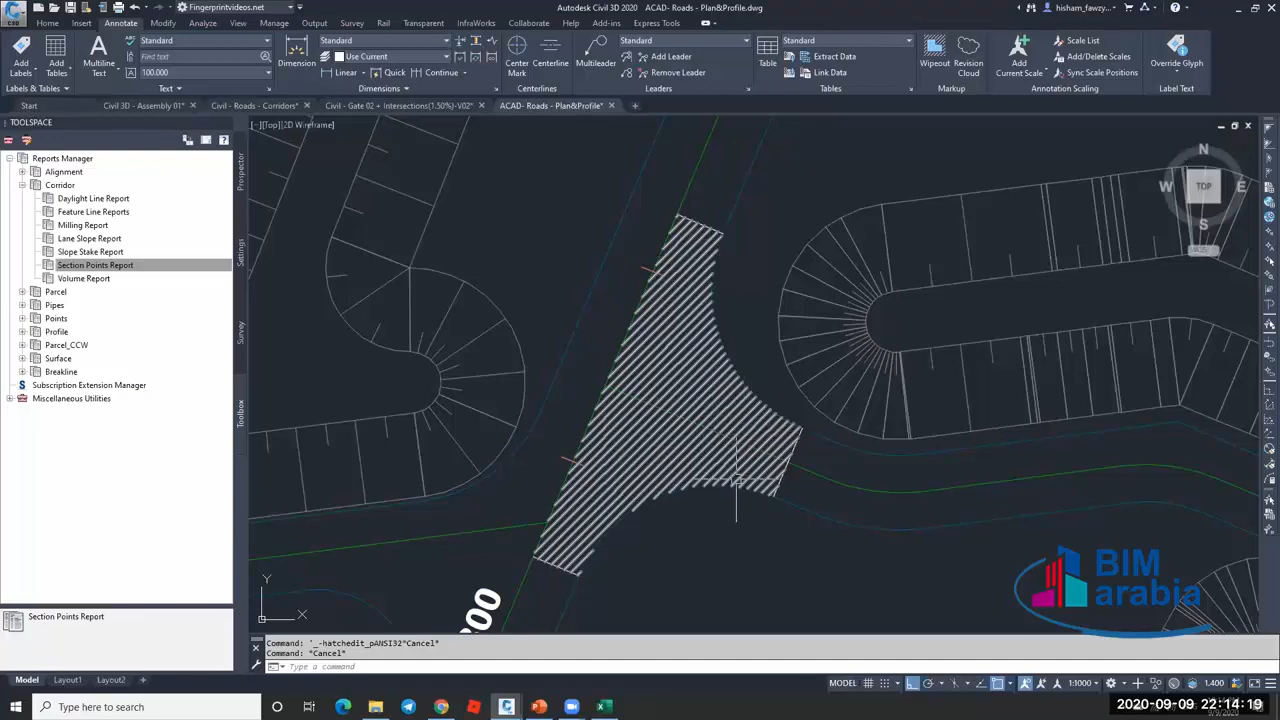 Fingerprintvideos.net
Autodesk Civil 3D 2020 ACAD- Roads - Plan&Profile.dwg
hisham_fawzy...
C3D
Home Insert Annotate Modify Analyze View Manage Output Survey Rail Transparent InfraWorks Collaborate Help Add-ins Express Tools
Add Labels
Add Tables
Labels & Tables
Multiline Text
Standard
Find text
100.000
Text
Dimension
Standard
Use Current
Linear Quick Continue
Dimensions
Center Mark
Centerline
Centerlines
Multileader
Standard
Add Leader
Remove Leader
Leaders
Table
Standard
Extract Data
Link Data
Tables
Wipeout
Revision Cloud
Markup
Add Current Scale
Scale List
Add/Delete Scales
Sync Scale Positions
Annotation Scaling
Override Glyph
Label Text
Start Civil 3D - Assembly 01* Civil - Roads - Corridors* Civil - Gate 02 + Intersections(1.50%)-V02* ACAD- Roads - Plan&Profile*
TOOLSPACE
[−][Top][2D Wireframe]
Reports Manager
Alignment
Corridor
Daylight Line Report
Feature Line Reports
Milling Report
Lane Slope Report
Slope Stake Report
Section Points Report
Volume Report
Parcel
Pipes
Points
Profile
Parcel_CCW
Surface
Breakline
Subscription Extension Manager
Miscellaneous Utilities
Prospector
Settings
Survey
Toolbox
N
W TOP E
S
Y
X
BIM
arabia
Section Points Report
Command: '_-hatchedit_pANSI32*Cancel*
Command: *Cancel*
Type a command
Model Layout1 Layout2
MODEL
1:1000
1.400
Type here to search
2020-09-09 22:14:19